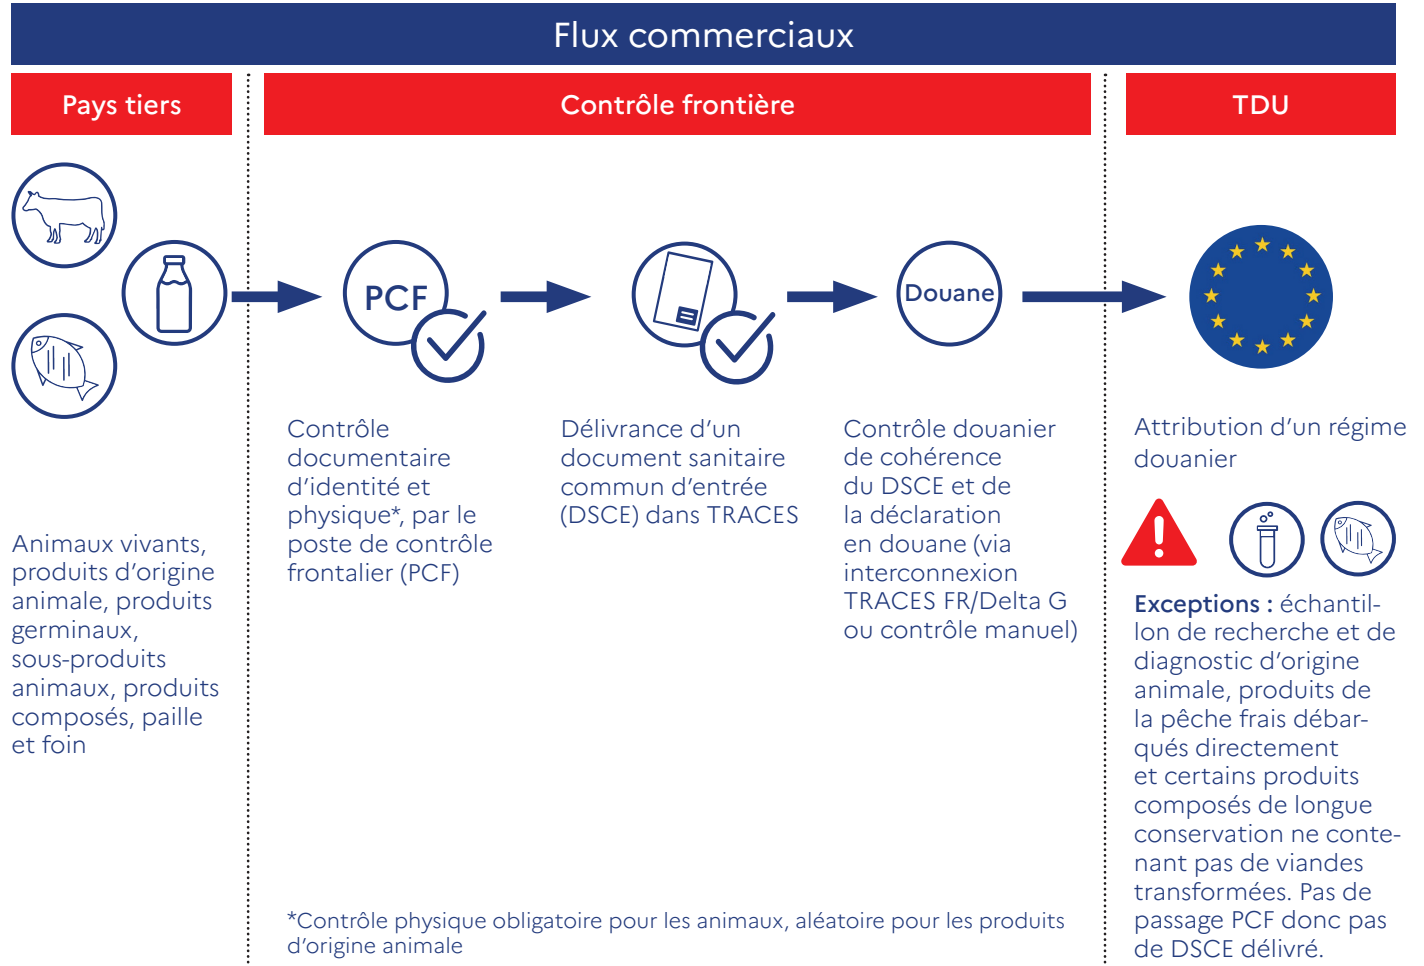 Flux commerciaux
Pays tiers
Contrôle frontière
TDU
PCF
Douane
Animaux vivants,
produits d'origine
animale, produits
germinaux,
sous-produits
animaux, produits
composés, paille
et foin
Contrôle
documentaire
d'identité et
physique*, par le
poste de contrôle
frontalier (PCF)
Délivrance d'un
document sanitaire
commun d'entrée
(DSCE) dans TRACES
Contrôle douanier
de cohérence
du DSCE et de
la déclaration
en douane (via
interconnexion
TRACES FR/Delta G
ou contrôle manuel)
*Contrôle physique obligatoire pour les animaux, aléatoire pour les produits
d'origine animale
Attribution d'un régime
douanier
Exceptions : échantil-
lon de recherche et de
diagnostic d'origine
animale, produits de
la pêche frais débar-
qués directement
et certains produits
composés de longue
conservation ne conte-
nant pas de viandes
transformées. Pas de
passage PCF donc pas
de DSCE délivré.